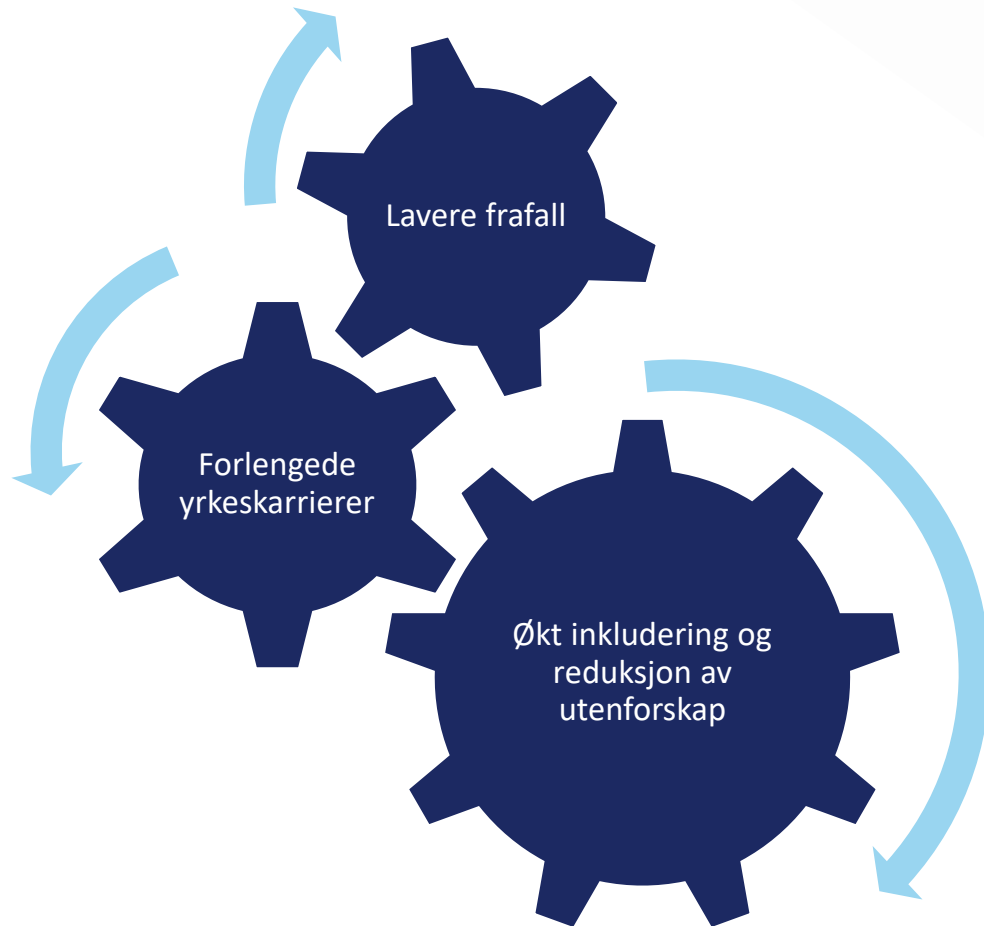 Lavere frafall
Forlengede
yrkeskarrierer
Økt inkludering og
reduksjon av
utenforskap